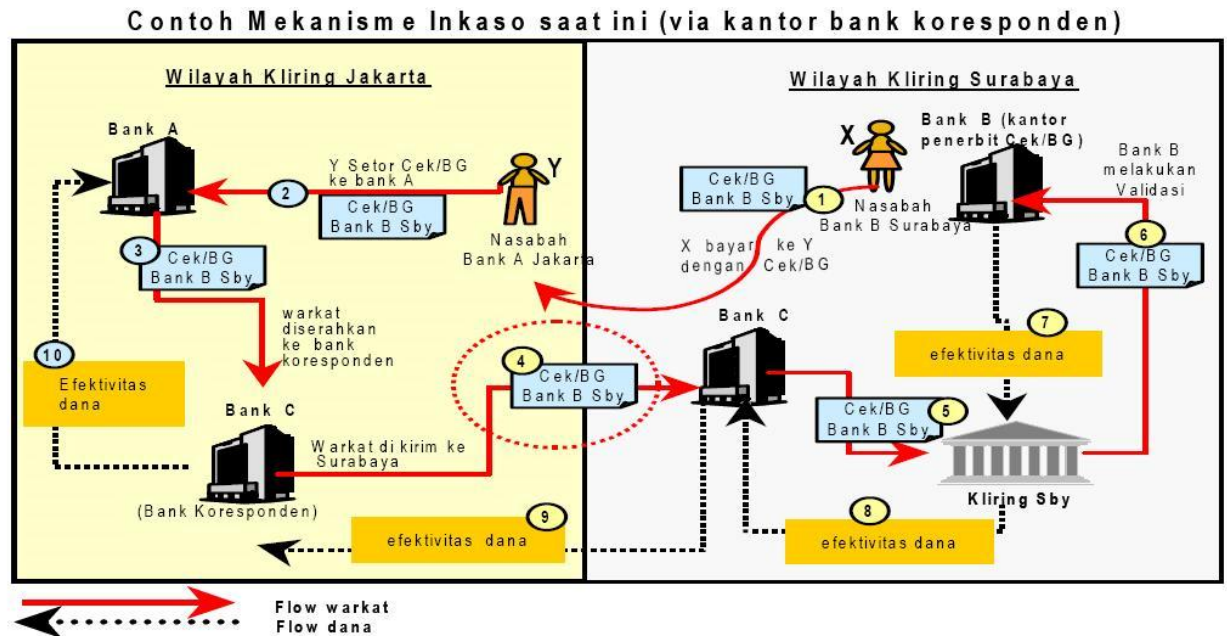 Contoh Mekanisme Inkaso saat ini (via kantor bank koresponden)
Wilayah Kliring Jakarta
Bank A
Y Setor Cek/BG
ke bank A
2
Cek/BG
Bank B Sby
Y
Nasabah
Bank A Jakarta
3
Cek/BG
Bank B Sby
warkat
diserahkan
ke bank
koresponden
10
Efektivitas
dana
Bank C
(Bank Koresponden)
Warkat di kirim ke
Surabaya
4
Cek/BG
Bank B Sby
9
efektivitas dana
Wilayah Kliring Surabaya
X
Bank B (kantor
penerbit Cek/BG)
Bank B
melakukan
Validasi
Cek/BG
Bank B Sby
1
Nasabah
Bank B Surabaya
X bayar ke Y
dengan Cek/BG
6
Cek/BG
Bank B Sby
Bank C
7
efektivitas dana
Cek/BG
Bank B Sby
5
Kliring Sby
8
efektivitas dana
Flow warkat
Flow dana